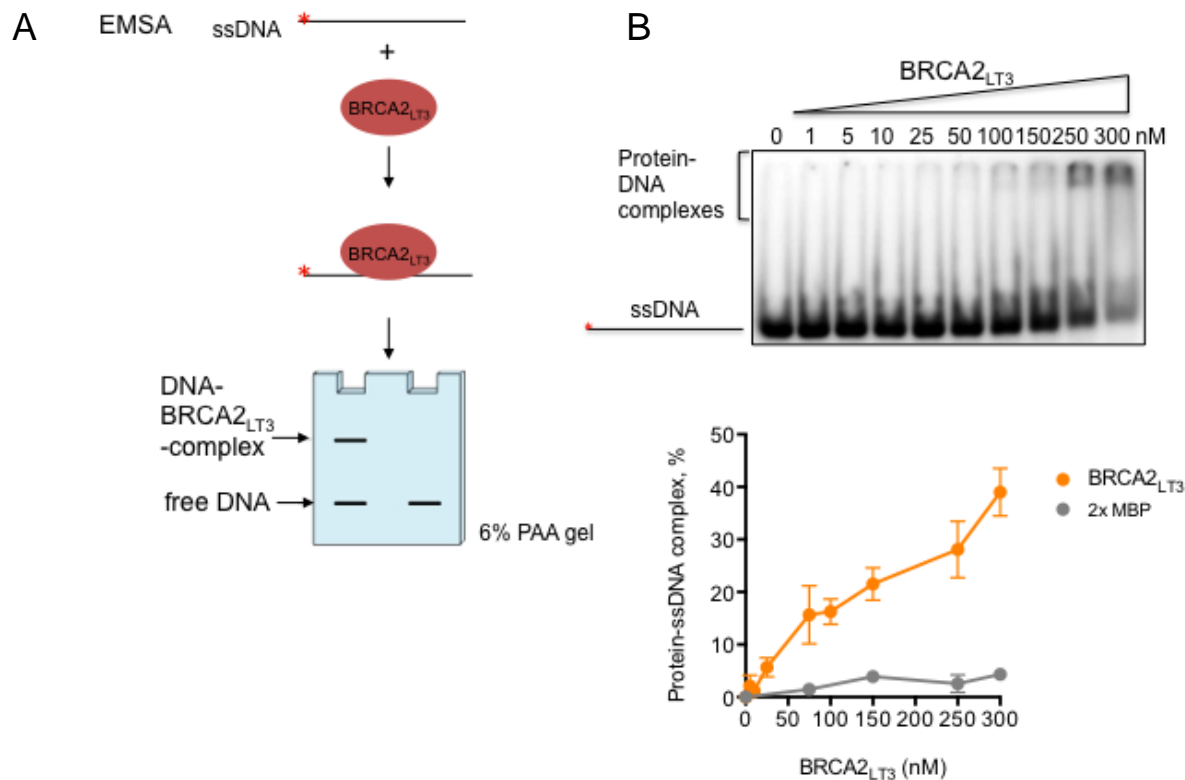 A
EMSA
ssDNA
*
+
BRCA2LT3
BRCA2LT3
*
DNA-
BRCA2LT3
-complex
free DNA
6% PAA gel
B
BRCA2LT3
0 1 5 10 25 50 100 150 250 300 nM
Protein-
DNA
complexes
ssDNA
*
Protein-ssDNA complex, %
50
40
30
20
10
0
0 50 100 150 200 250 300
BRCA2LT3 (nM)
BRCA2LT3
2x MBP